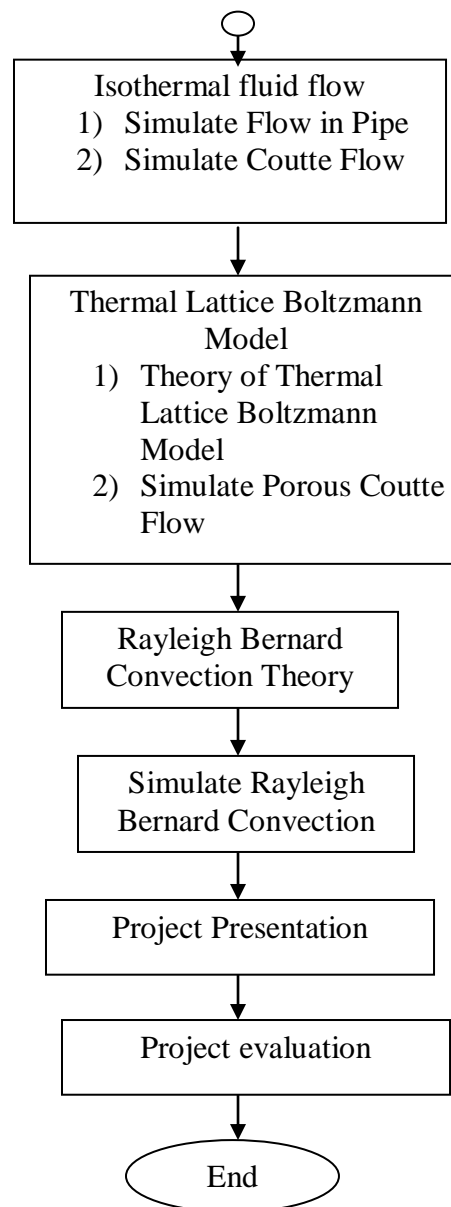 Isothermal fluid flow
1) Simulate Flow in Pipe
2) Simulate Coutte Flow
Thermal Lattice Boltzmann
Model
1) Theory of Thermal
Lattice Boltzmann
Model
2) Simulate Porous Coutte
Flow
Rayleigh Bernard
Convection Theory
Simulate Rayleigh
Bernard Convection
Project Presentation
Project evaluation
End